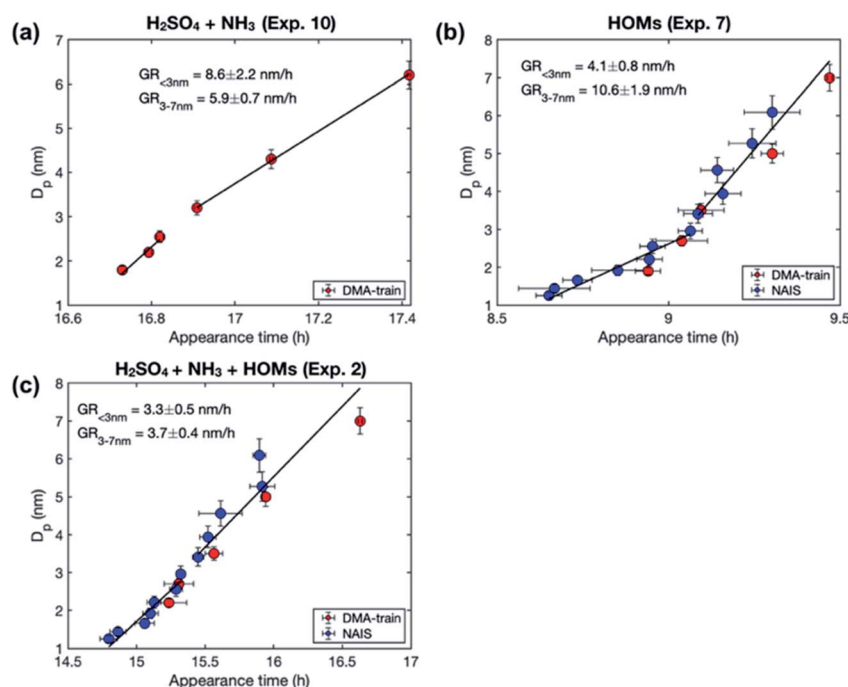 (a)
H₂SO₄ + NH₃ (Exp. 10)
GR<3nm = 8.6±2.2 nm/h
GR3-7nm = 5.9±0.7 nm/h
7
6
5
4
3
2
1
Dp (nm)
16.6 16.8 17 17.2 17.4
Appearance time (h)
DMA-train
(b)
HOMs (Exp. 7)
GR<3nm = 4.1±0.8 nm/h
GR3-7nm = 10.6±1.9 nm/h
8
7
6
5
4
3
2
1
Dp (nm)
8.5 9 9.5
Appearance time (h)
DMA-train
NAIS
(c)
H₂SO₄ + NH₃ + HOMs (Exp. 2)
GR<3nm = 3.3±0.5 nm/h
GR3-7nm = 3.7±0.4 nm/h
8
7
6
5
4
3
2
1
Dp (nm)
14.5 15 15.5 16 16.5 17
Appearance time (h)
DMA-train
NAIS